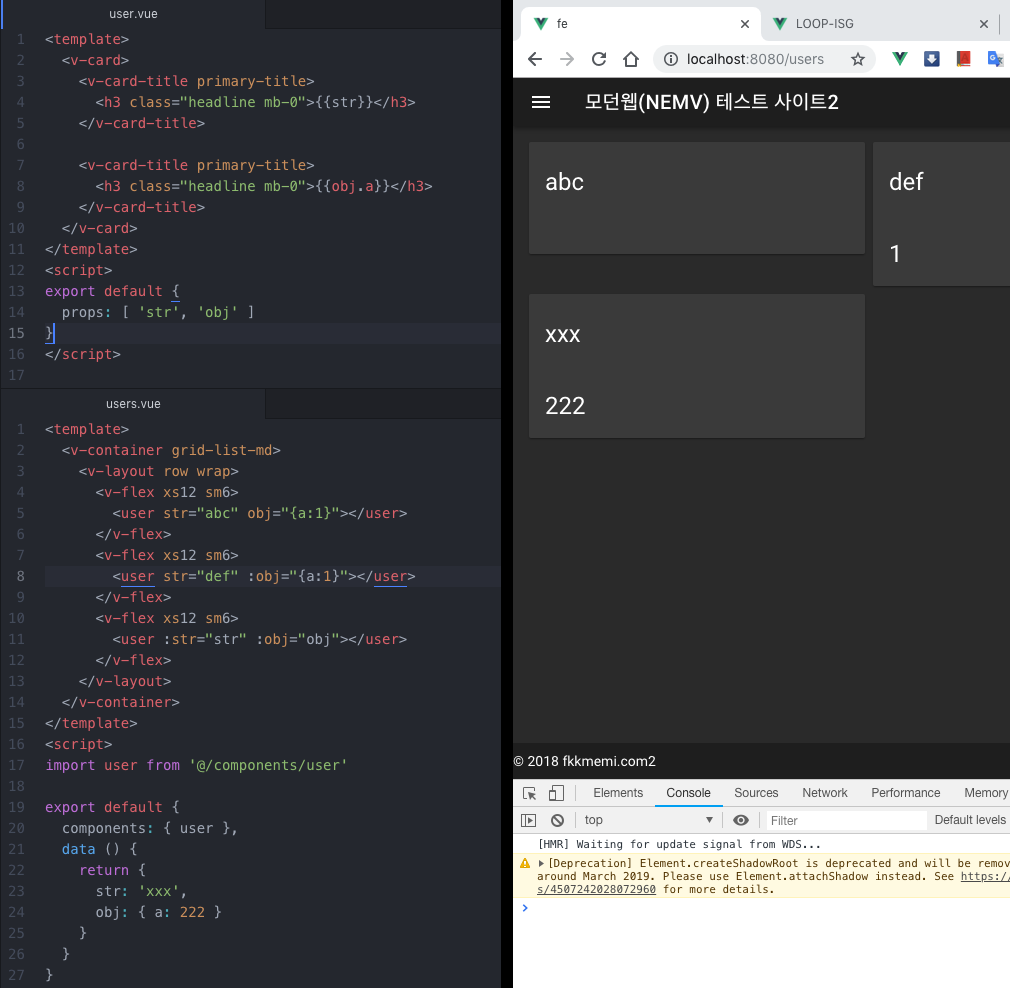 user.vue
1 <template>
2   <v-card>
3     <v-card-title primary-title>
4       <h3 class="headline mb-0">{{str}}</h3>
5     </v-card-title>
6
7     <v-card-title primary-title>
8       <h3 class="headline mb-0">{{obj.a}}</h3>
9     </v-card-title>
10   </v-card>
11 </template>
12 <script>
13 export default {
14   props: [ 'str', 'obj' ]
15 }
16 </script>
17
users.vue
1 <template>
2   <v-container grid-list-md>
3     <v-layout row wrap>
4       <v-flex xs12 sm6>
5         <user str="abc" obj="{a:1}"></user>
6       </v-flex>
7       <v-flex xs12 sm6>
8         <user str="def" :obj="{a:1}"></user>
9       </v-flex>
10       <v-flex xs12 sm6>
11         <user :str="str" :obj="obj"></user>
12       </v-flex>
13     </v-layout>
14   </v-container>
15 </template>
16 <script>
17 import user from '@/components/user'
18
19 export default {
20   components: { user },
21   data () {
22     return {
23       str: 'xxx',
24       obj: { a: 222 }
25     }
26   }
27 }
fe
LOOP-ISG
localhost:8080/users
모던웹(NEMV) 테스트 사이트2
abc
def
1
xxx
222
© 2018 fkkmemi.com2
Elements Console Sources Network Performance Memory
top Filter Default levels
[HMR] Waiting for update signal from WDS...
[Deprecation] Element.createShadowRoot is deprecated and will be remov
around March 2019. Please use Element.attachShadow instead. See https:/
s/4507242028072960 for more details.